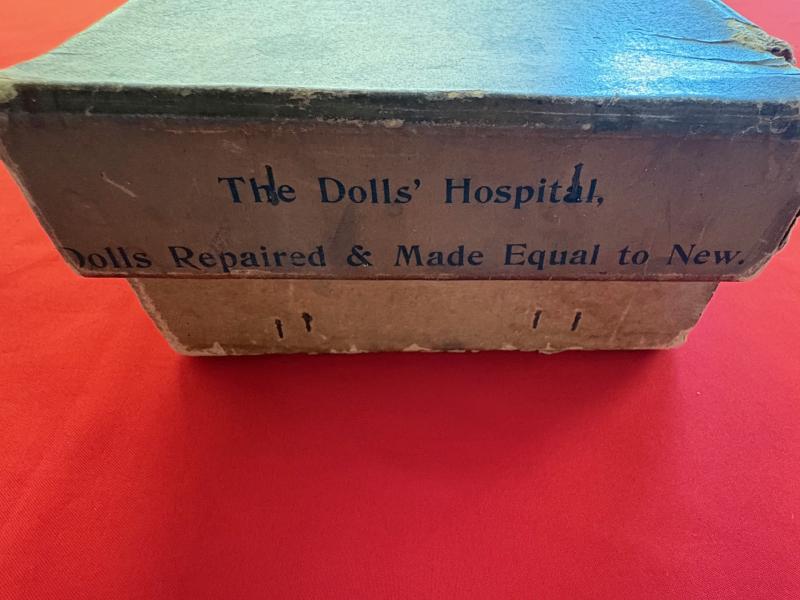 The Dolls' Hospital,
Dolls Repaired & Made Equal to New.